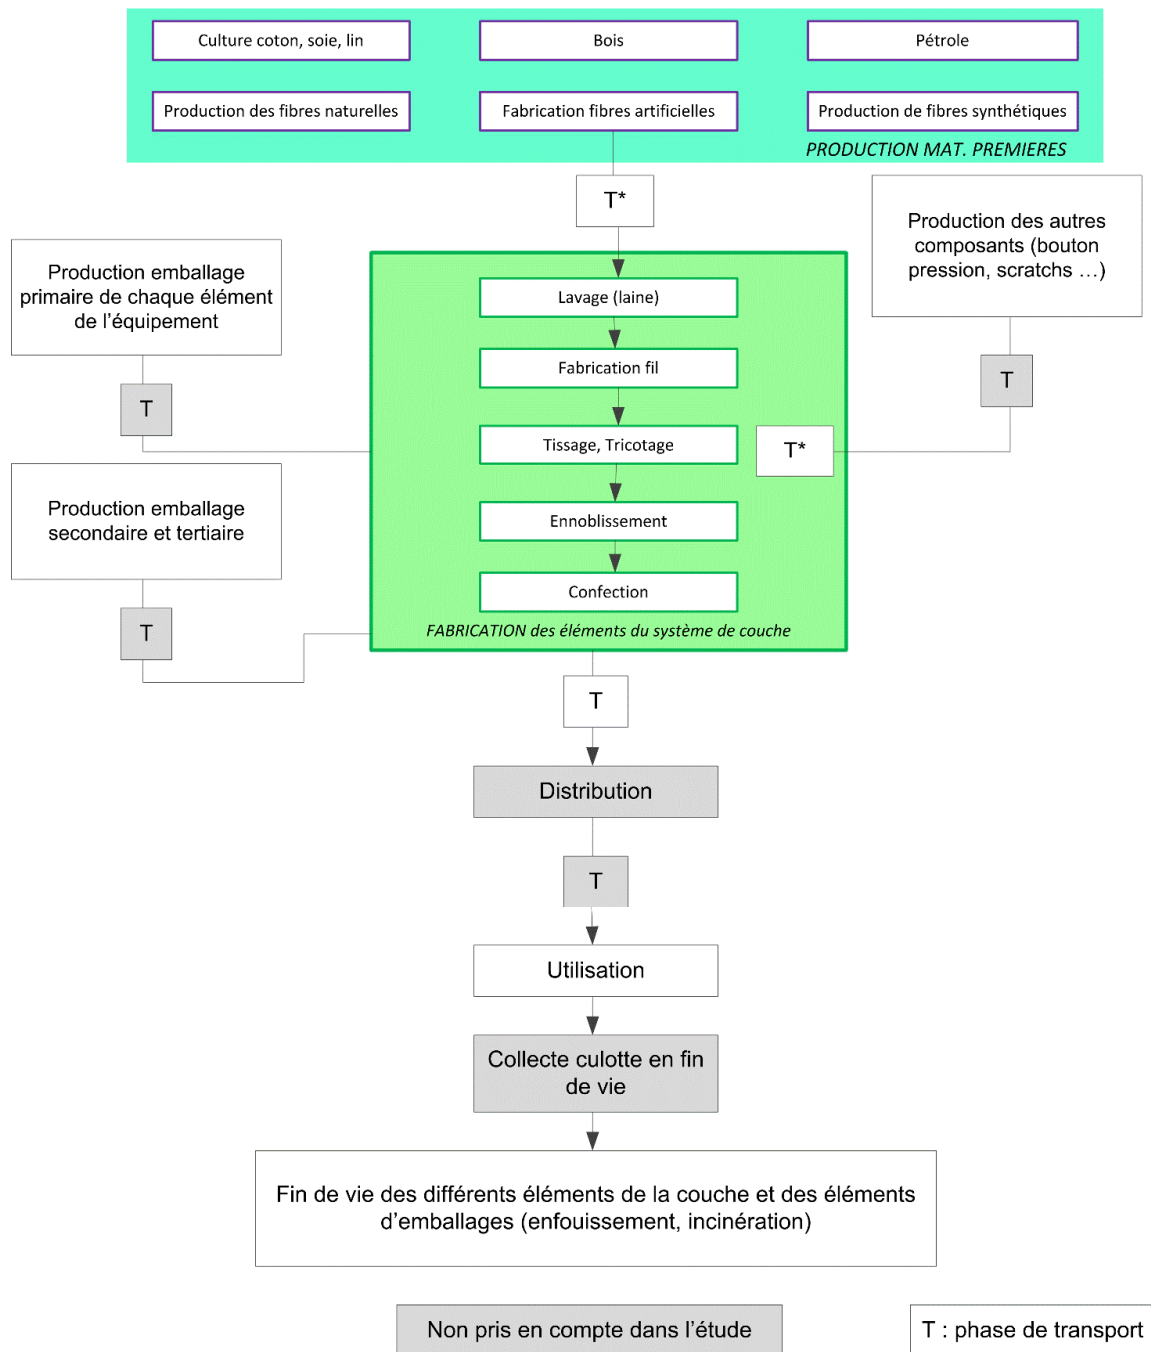 Culture coton, soie, lin
Bois
Pétrole
Production des fibres naturelles
Fabrication fibres artificielles
Production de fibres synthétiques
PRODUCTION MAT. PREMIERES
T*
Production des autres
composants (bouton
pression, scratchs …)
Production emballage
primaire de chaque élément
de l’équipement
Lavage (laine)
Fabrication fil
T
T
Tissage, Tricotage
T*
Production emballage
secondaire et tertiaire
Ennoblissement
Confection
T
FABRICATION des éléments du système de couche
T
Distribution
T
Utilisation
Collecte culotte en fin
de vie
Fin de vie des différents éléments de la couche et des éléments
d’emballages (enfouissement, incinération)
Non pris en compte dans l’étude
T : phase de transport